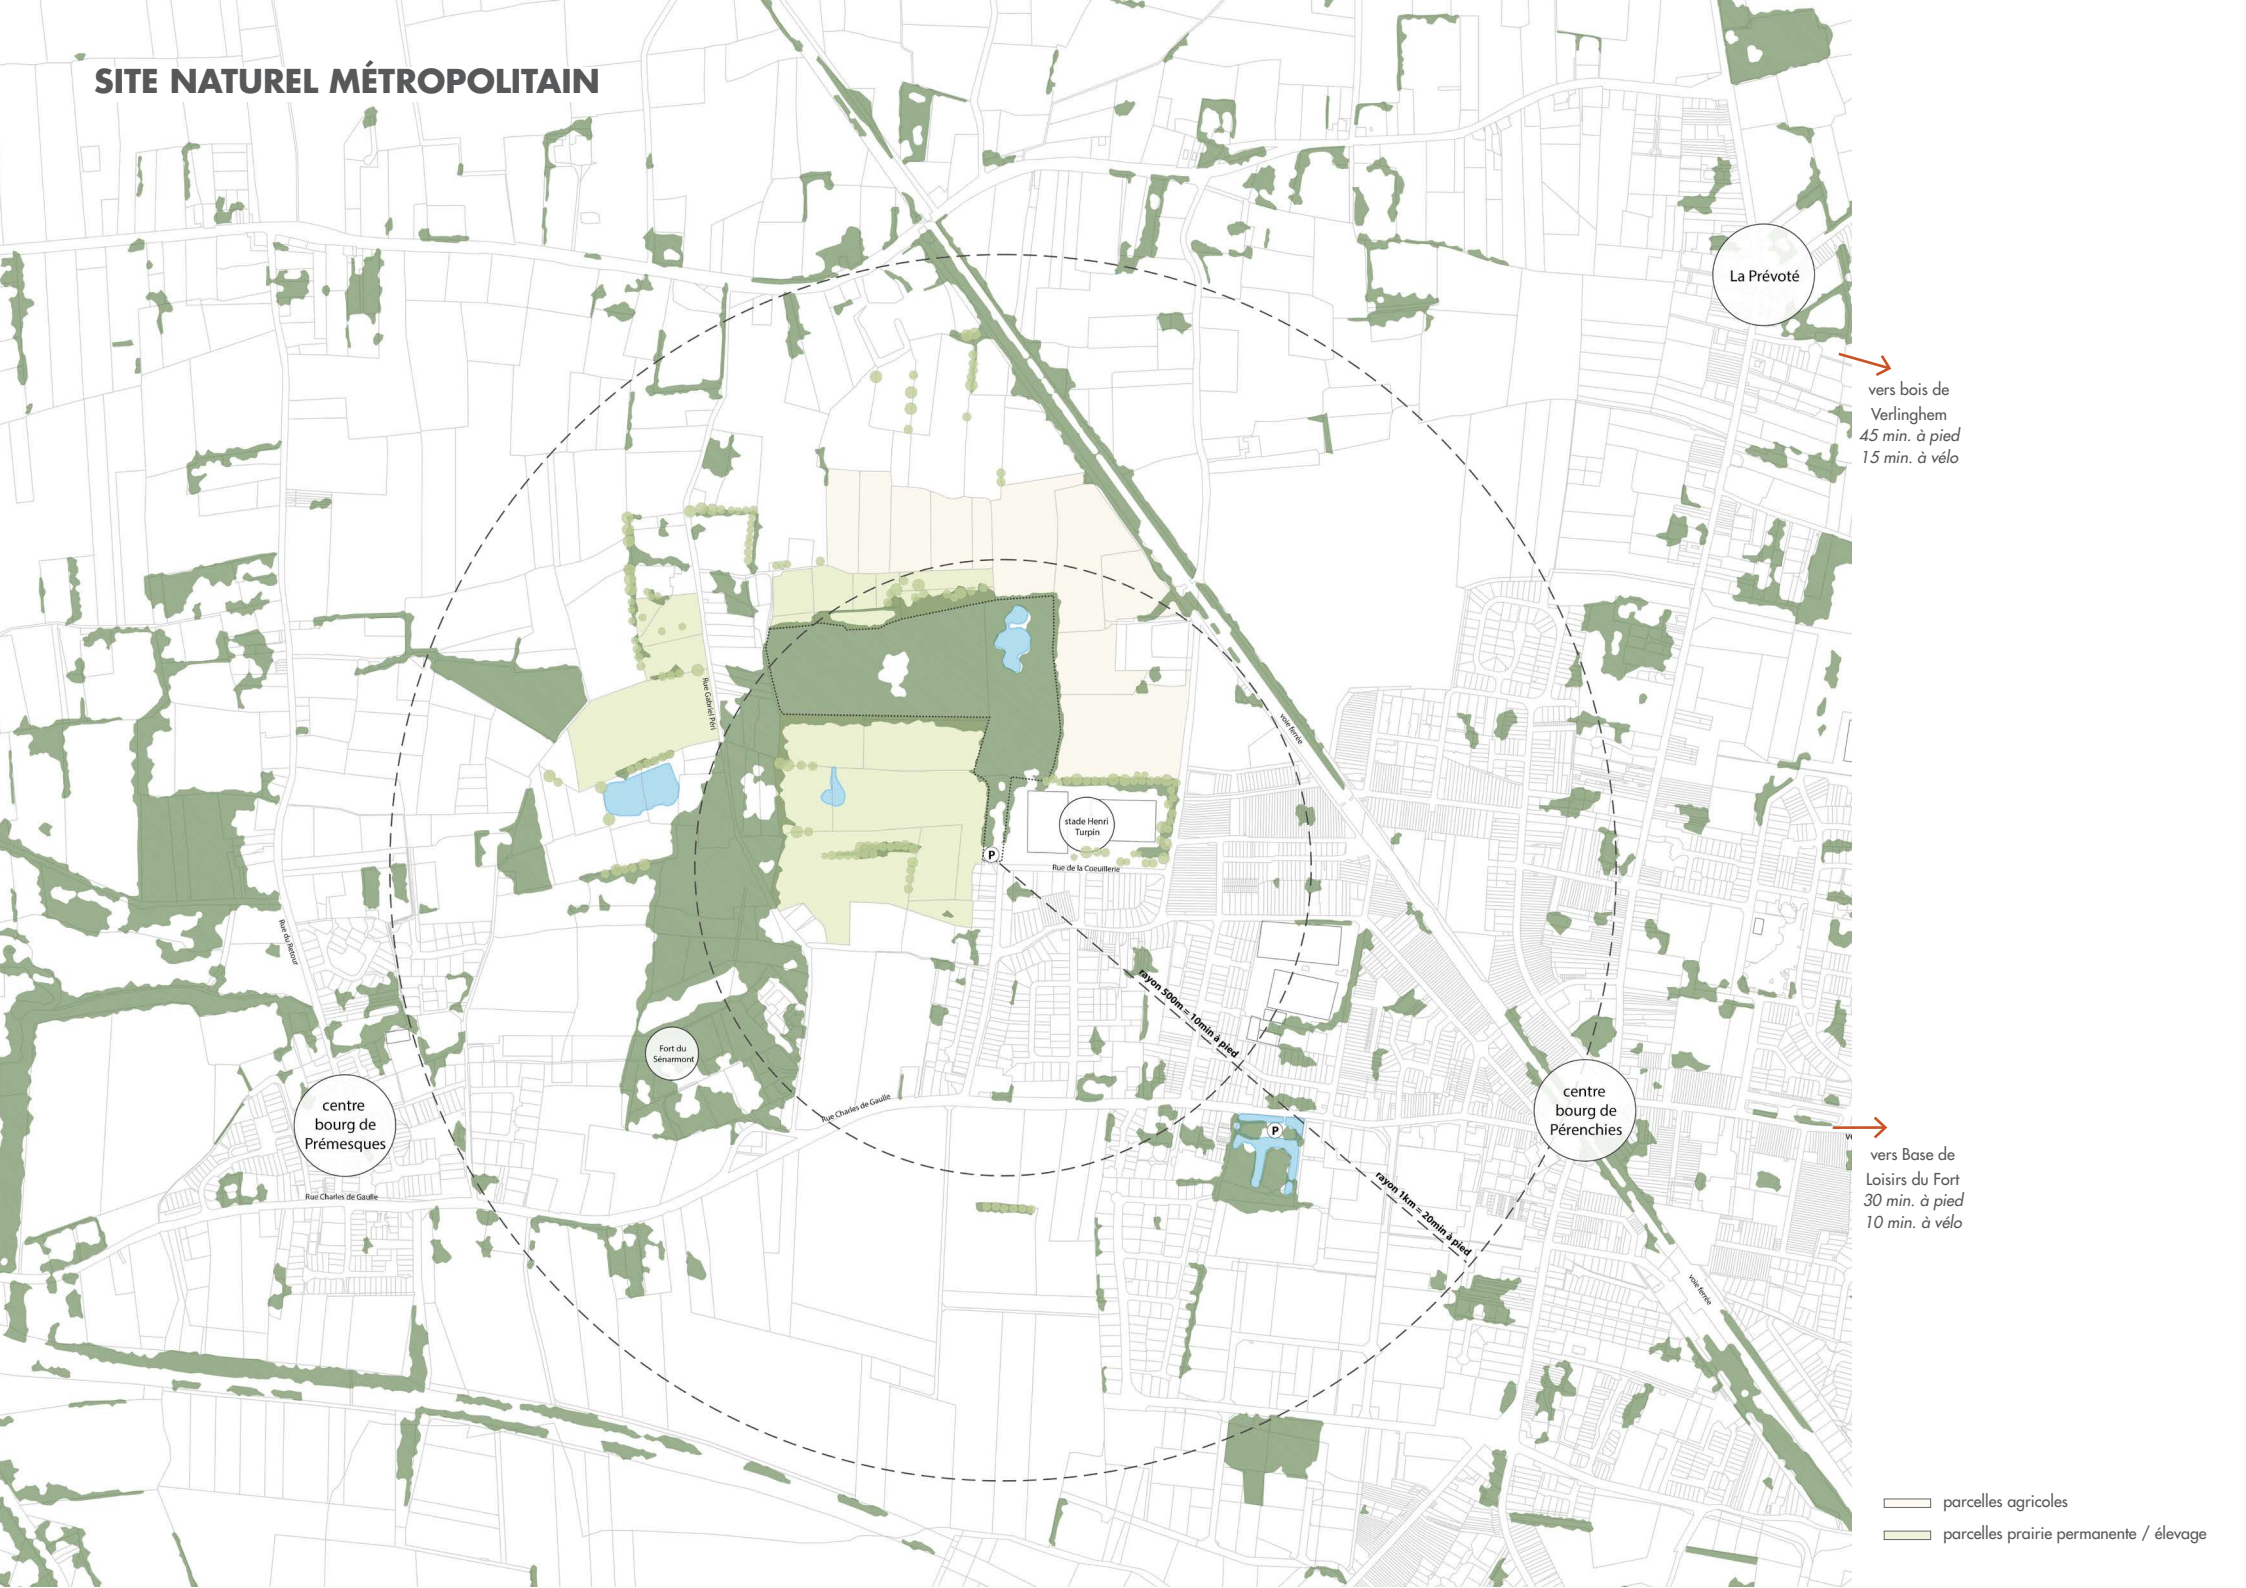 SITE NATUREL MÉTROPOLITAIN
La Prévoté
vers bois de
Verlinghem
45 min. à pied
15 min. à vélo
Rue Gabriel Péri
voie ferrée
stade Henri
Turpin
P
Rue de la Coeuillerie
Rue du Retour
rayon 500m = 10min à pied
Fort du
Sénarmont
centre
bourg de
Prémesques
Rue Charles de Gaulle
centre
bourg de
Pérenchies
P
vers Base de
Loisirs du Fort
30 min. à pied
10 min. à vélo
rayon 1km = 20min à pied
Rue Charles de Gaulle
voie ferrée
parcelles agricoles
parcelles prairie permanente / élevage